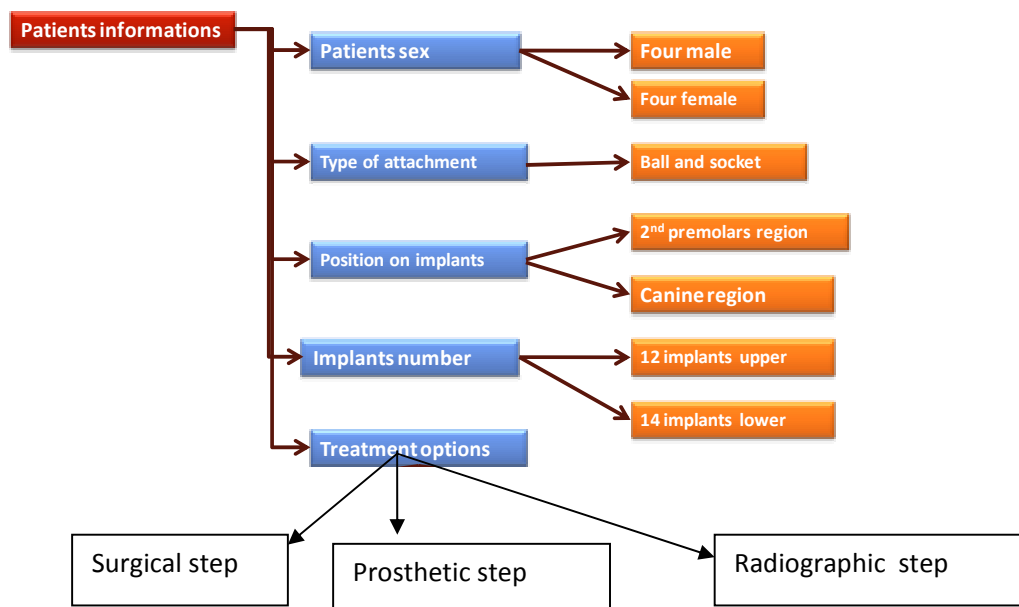 Patients informations
Patients sex
Four male
Four female
Type of attachment
Ball and socket
Position on implants
2nd premolars region
Canine region
Implants number
12 implants upper
14 implants lower
Treatment options
Surgical step
Prosthetic step
Radiographic step